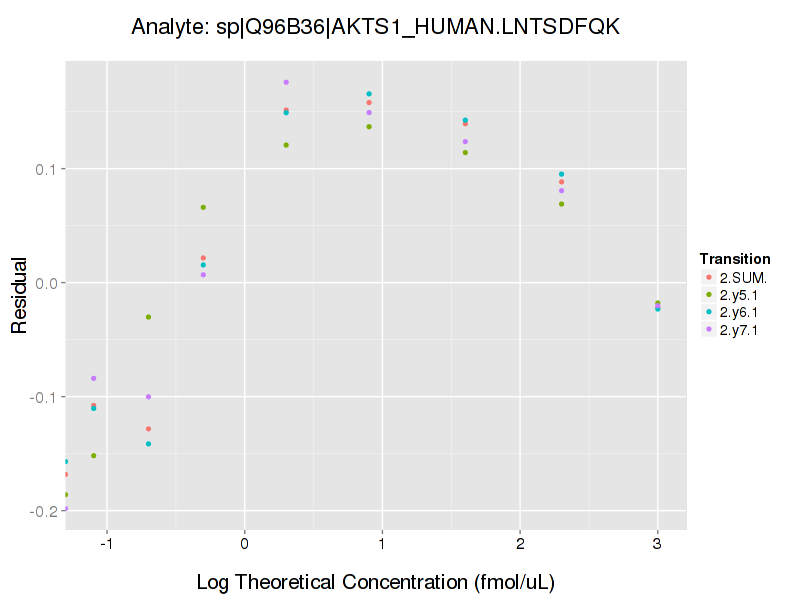 Analyte: sp|Q96B36|AKTS1_HUMAN.LNTSDFQK
Residual
0.1
0.0
-0.1
-0.2
-1
0
1
2
3
Log Theoretical Concentration (fmol/uL)
Transition
2.SUM.
2.y5.1
2.y6.1
2.y7.1